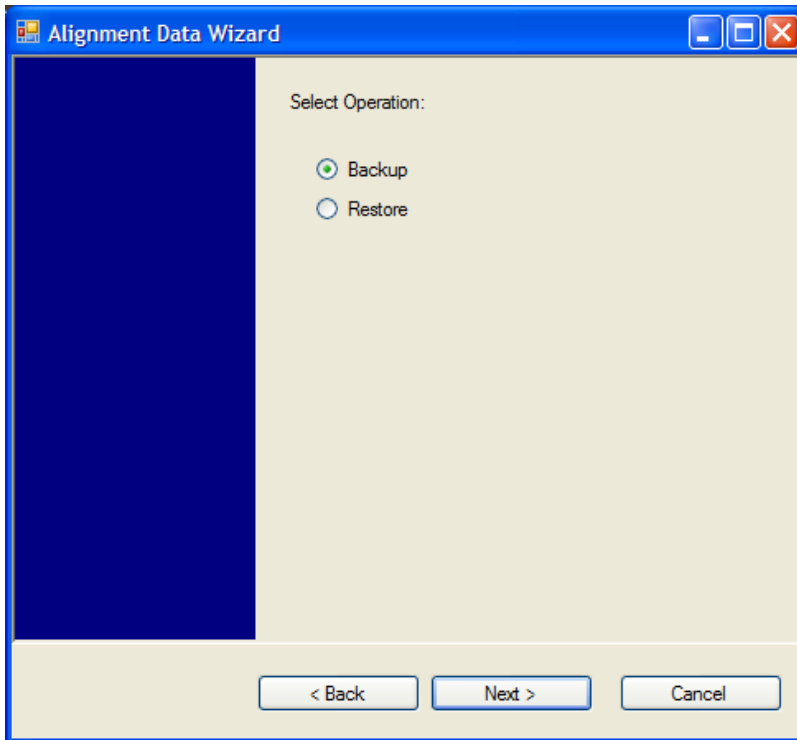 Alignment Data Wizard
Select Operation:
Backup
Restore
< Back
Next >
Cancel